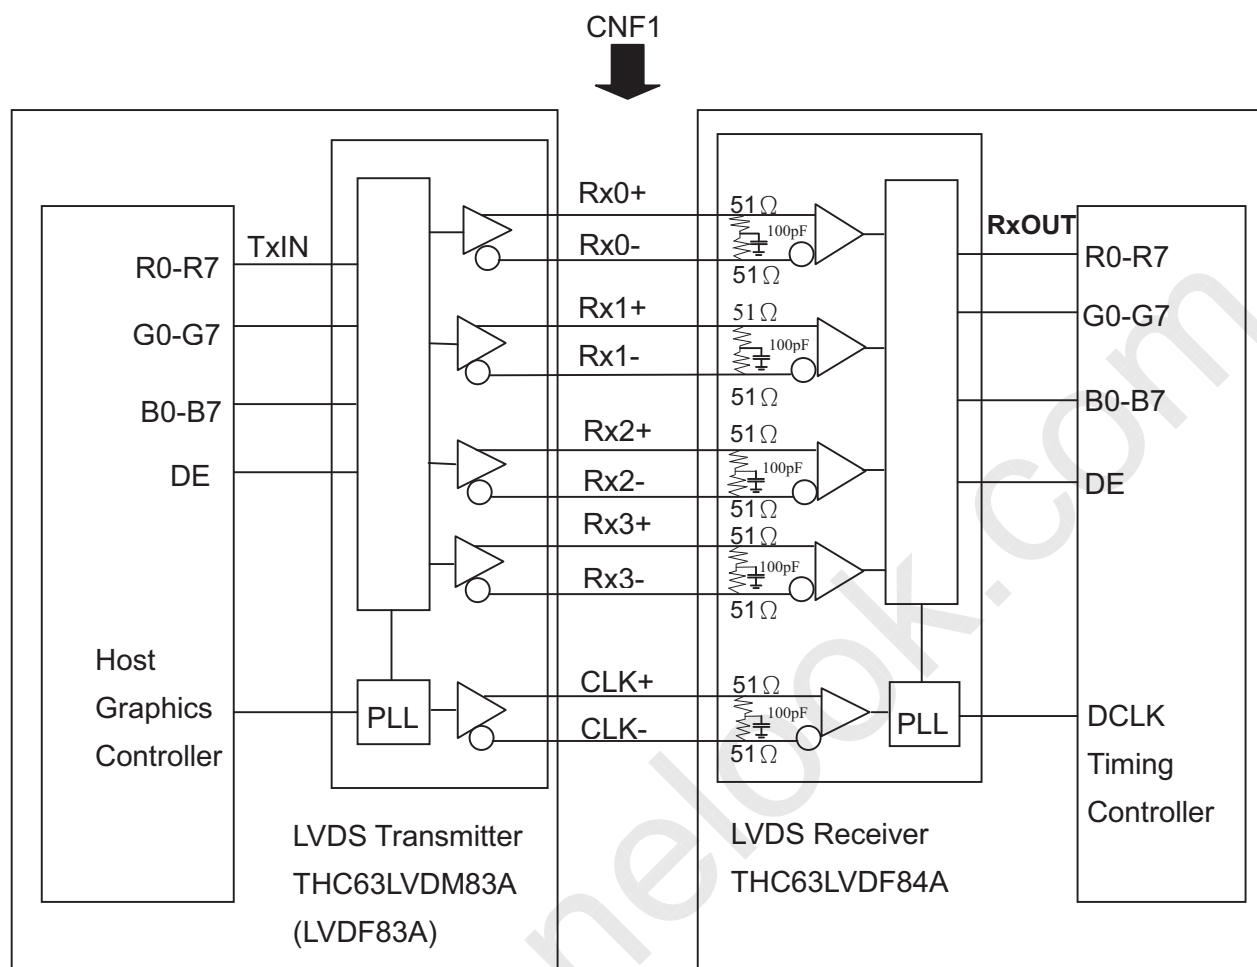 CNF1
Rx0+
Rx0-
Rx1+
Rx1-
Rx2+
Rx2-
Rx3+
Rx3-
CLK+
CLK-
TxIN
R0-R7
G0-G7
B0-B7
DE
Host
Graphics
Controller
PLL
LVDS Transmitter
THC63LVDM83A
(LVDF83A)
51Ω
100pF
51Ω
51Ω
100pF
51Ω
51Ω
100pF
51Ω
51Ω
100pF
51Ω
51Ω
100pF
51Ω
PLL
LVDS Receiver
THC63LVDF84A
RxOUT
R0-R7
G0-G7
B0-B7
DE
DCLK
Timing
Controller
nelook.com